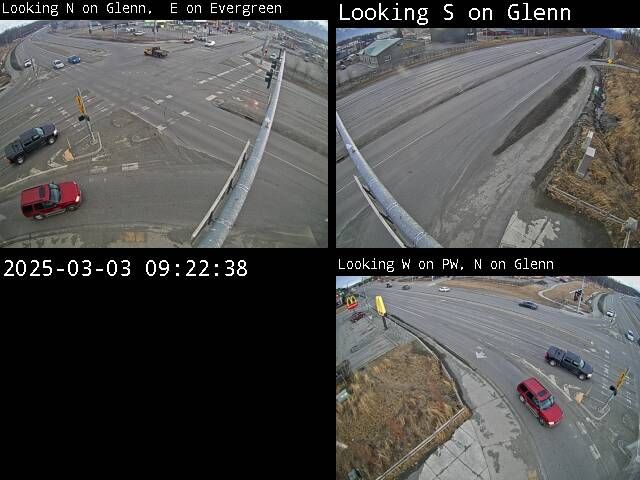 Looking N on Glenn,  E on Evergreen
Looking S on Glenn
2025-03-03 09:22:38
Looking W on PW, N on Glenn